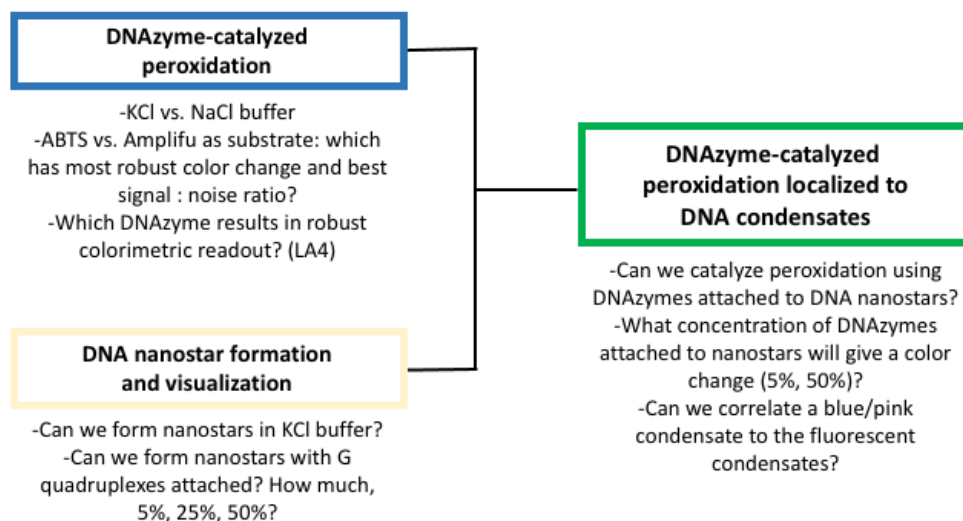 DNAzyme-catalyzed
peroxidation
-KCl vs. NaCl buffer
-ABTS vs. Amplifu as substrate: which
has most robust color change and best
signal : noise ratio?
-Which DNAzyme results in robust
colorimetric readout? (LA4)
DNA nanostar formation
and visualization
-Can we form nanostars in KCl buffer?
-Can we form nanostars with G
quadruplexes attached? How much,
5%, 25%, 50%?
DNAzyme-catalyzed
peroxidation localized to
DNA condensates
-Can we catalyze peroxidation using
DNAzymes attached to DNA nanostars?
-What concentration of DNAzymes
attached to nanostars will give a color
change (5%, 50%)?
-Can we correlate a blue/pink
condensate to the fluorescent
condensates?